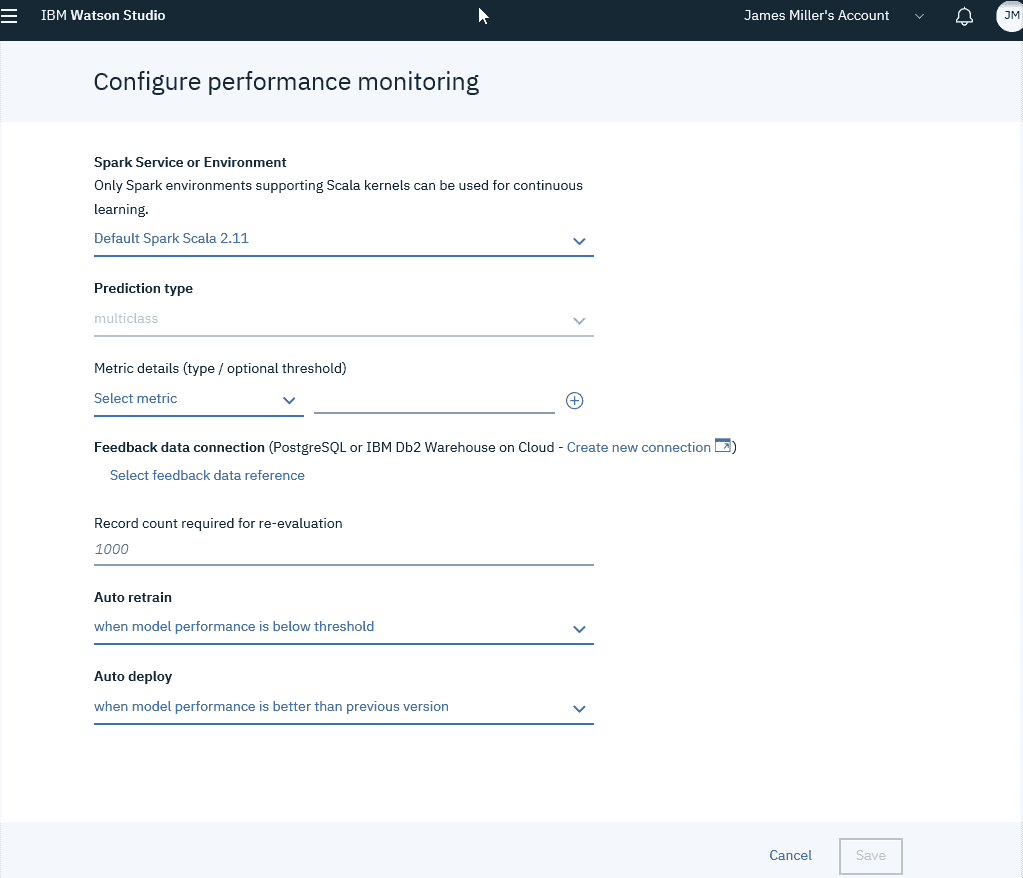 IBM Watson Studio
James Miller's Account
JM
Configure performance monitoring
Spark Service or Environment
Only Spark environments supporting Scala kernels can be used for continuous
learning.
Default Spark Scala 2.11
Prediction type
multiclass
Metric details (type / optional threshold)
Select metric
Feedback data connection (PostgreSQL or IBM Db2 Warehouse on Cloud - Create new connection )
Select feedback data reference
Record count required for re-evaluation
1000
Auto retrain
when model performance is below threshold
Auto deploy
when model performance is better than previous version
Cancel
Save